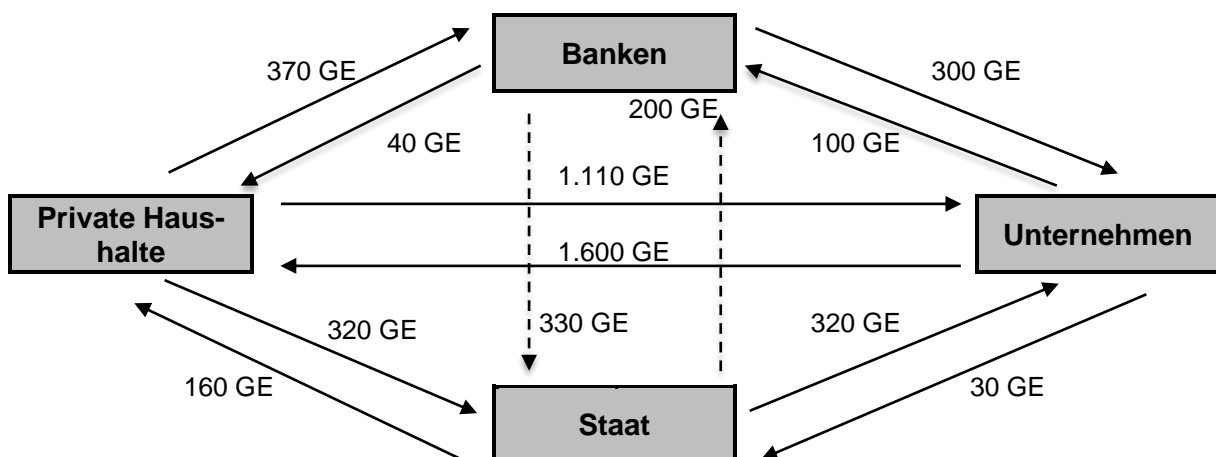 Banken
370 GE
300 GE
200 GE
40 GE
100 GE
1.110 GE
Private Haus-
halte
Unternehmen
1.600 GE
320 GE
330 GE
320 GE
160 GE
30 GE
Staat